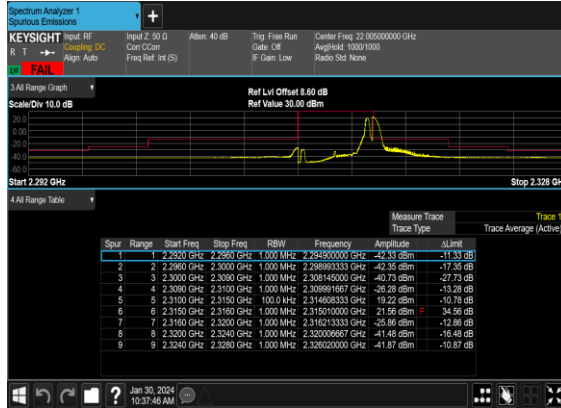 Spectrum Analyzer 1
Spurious Emissions
+
KEYSIGHT Input: RF Input Z: 50 Ω Atten: 40 dB Trig: Free Run Center Freq: 22.005000000 GHz
R T Coupling: DC Corr CCorr Gate: Off Avg|Hold: 1000/1000
Align: Auto Freq Ref: Int (S) IF Gain: Low Radio Std: None
FAIL
3 All Range Graph Ref Lvl Offset 8.60 dB
Scale/Div 10.0 dB Ref Value 30.00 dBm
20.0
0.00
-20.0
-40.0
-60.0
Start 2.292 GHz Stop 2.328 GH
4 All Range Table
Measure Trace Trace 1
Trace Type Trace Average (Active)
Spur Range Start Freq Stop Freq RBW Frequency Amplitude ΔLimit
1 1 2.2920 GHz 2.2960 GHz 1.000 MHz 2.294900000 GHz -42.33 dBm -11.33 dB
2 2 2.2960 GHz 2.3000 GHz 1.000 MHz 2.298993333 GHz -42.35 dBm -17.35 dB
3 3 2.3000 GHz 2.3090 GHz 1.000 MHz 2.308145000 GHz -40.73 dBm -27.73 dB
4 4 2.3090 GHz 2.3100 GHz 1.000 MHz 2.309991667 GHz -26.28 dBm -13.28 dB
5 5 2.3100 GHz 2.3150 GHz 100.0 kHz 2.314608333 GHz 19.22 dBm -10.78 dB
6 6 2.3150 GHz 2.3160 GHz 1.000 MHz 2.315010000 GHz 21.56 dBm F 34.56 dB
7 7 2.3160 GHz 2.3200 GHz 1.000 MHz 2.316213333 GHz -25.86 dBm -12.86 dB
8 8 2.3200 GHz 2.3240 GHz 1.000 MHz 2.320006667 GHz -41.48 dBm -16.48 dB
9 9 2.3240 GHz 2.3280 GHz 1.000 MHz 2.326020000 GHz -41.87 dBm -10.87 dB
? Jan 30, 2024
10:37:46 AM